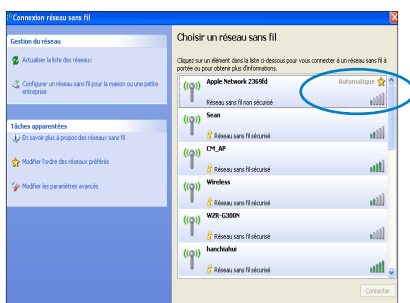 Connexion réseau sans fil
Gestion du réseau
Actualiser la liste des réseaux
Configurer un réseau sans fil pour la maison ou une petite
entreprise
Tâches apparentées
En savoir plus à propos des réseaux sans fil
Modifier l'ordre des réseaux préférés
Modifier les paramètres avancés
Choisir un réseau sans fil
Cliquez sur un élément dans la liste ci-dessous pour vous connecter à un réseau sans fil à
portée ou pour obtenir plus d'informations.
Apple Network 2369fd
Automatique
Réseau sans fil non sécurisé
Sean
Réseau sans fil sécurisé
CM_AP
Réseau sans fil sécurisé
Wireless
Réseau sans fil sécurisé
WZR-G300N
Réseau sans fil sécurisé
hanchiahui
Réseau sans fil sécurisé
Connecter